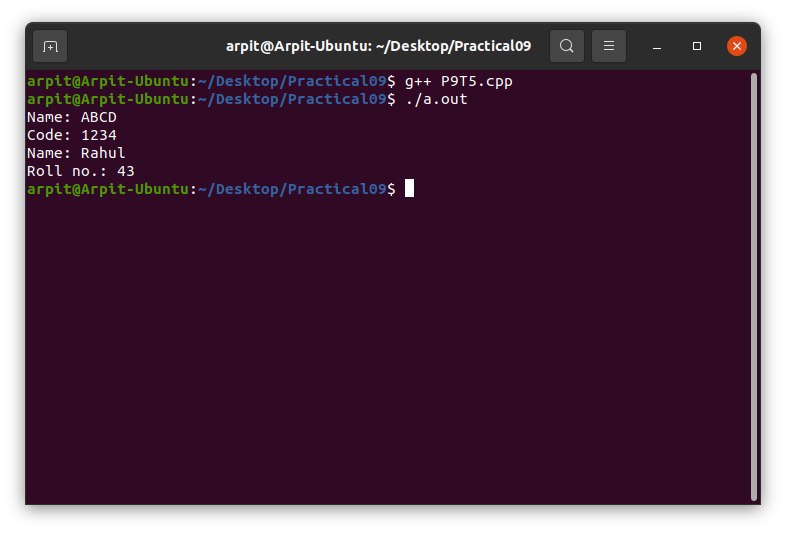 arpit@Arpit-Ubuntu: ~/Desktop/Practical09
arpit@Arpit-Ubuntu:~/Desktop/Practical09$ g++ P9T5.cpp
arpit@Arpit-Ubuntu:~/Desktop/Practical09$ ./a.out
Name: ABCD
Code: 1234
Name: Rahul
Roll no.: 43
arpit@Arpit-Ubuntu:~/Desktop/Practical09$